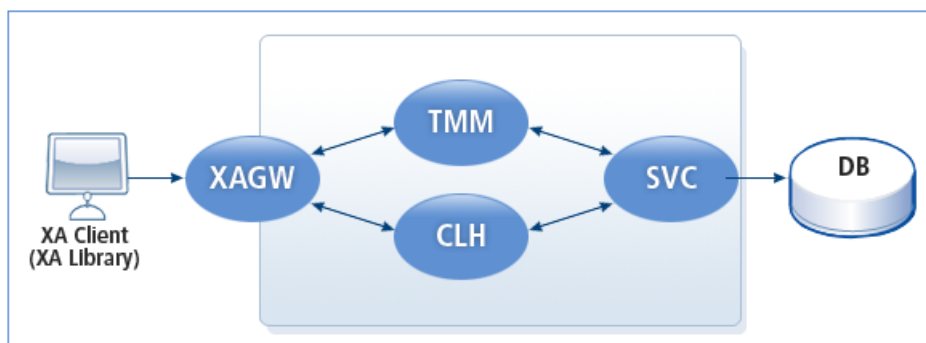 TMM
XAGW
SVC
DB
CLH
XA Client
(XA Library)